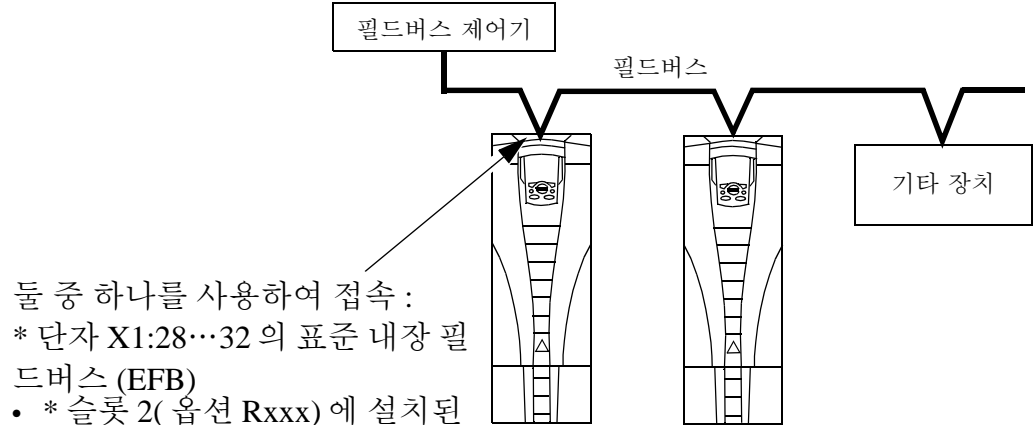 필드버스 제어기
필드버스
기타 장치
둘 중 하나를 사용하여 접속 :
* 단자 X1:28…32 의 표준 내장 필
드버스 (EFB)
• * 슬롯 2( 옵션 Rxxx) 에 설치된